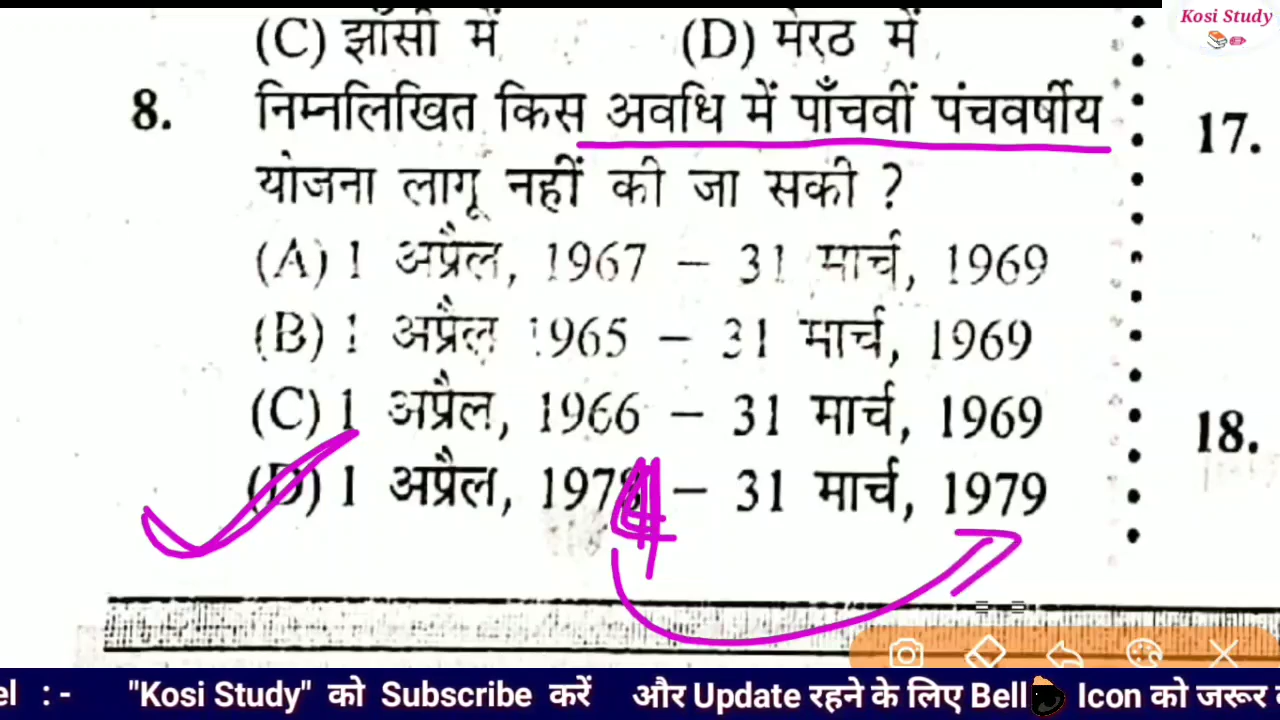 Kosi Study
(C) झाँसी में (D) मेरठ में
8. निम्नलिखित किस अवधि में पाँचवीं पंचवर्षीय
योजना लागू नहीं की जा सकी ?
(A) 1 अप्रैल, 1967 – 31 मार्च, 1969
(B) 1 अप्रैल 1965 – 31 मार्च, 1969
(C) 1 अप्रैल, 1966 – 31 मार्च, 1969
(D) 1 अप्रैल, 1978 – 31 मार्च, 1979
4
17.
18.
el :- "Kosi Study" को Subscribe करें और Update रहने के लिए Bell Icon को जरूर